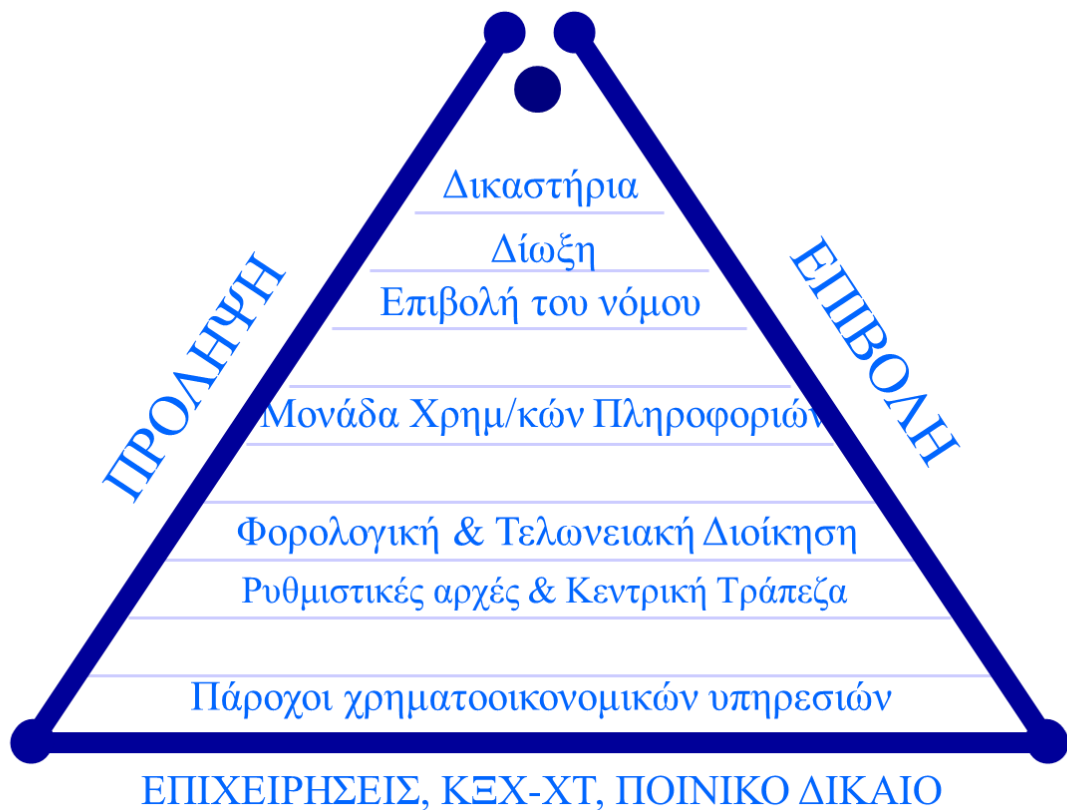 Δικαστήρια
Δίωξη
Επιβολή του νόμου
ΠΡΟΛΗΨΗ
ΕΠΙΒΟΛΗ
Μονάδα Χρημ/κών Πληροφοριών
Φορολογική & Τελωνειακή Διοίκηση
Ρυθμιστικές αρχές & Κεντρική Τράπεζα
Πάροχοι χρηματοοικονομικών υπηρεσιών
ΕΠΙΧΕΙΡΗΣΕΙΣ, ΚΞΧ-ΧΤ, ΠΟΙΝΙΚΟ ΔΙΚΑΙΟ